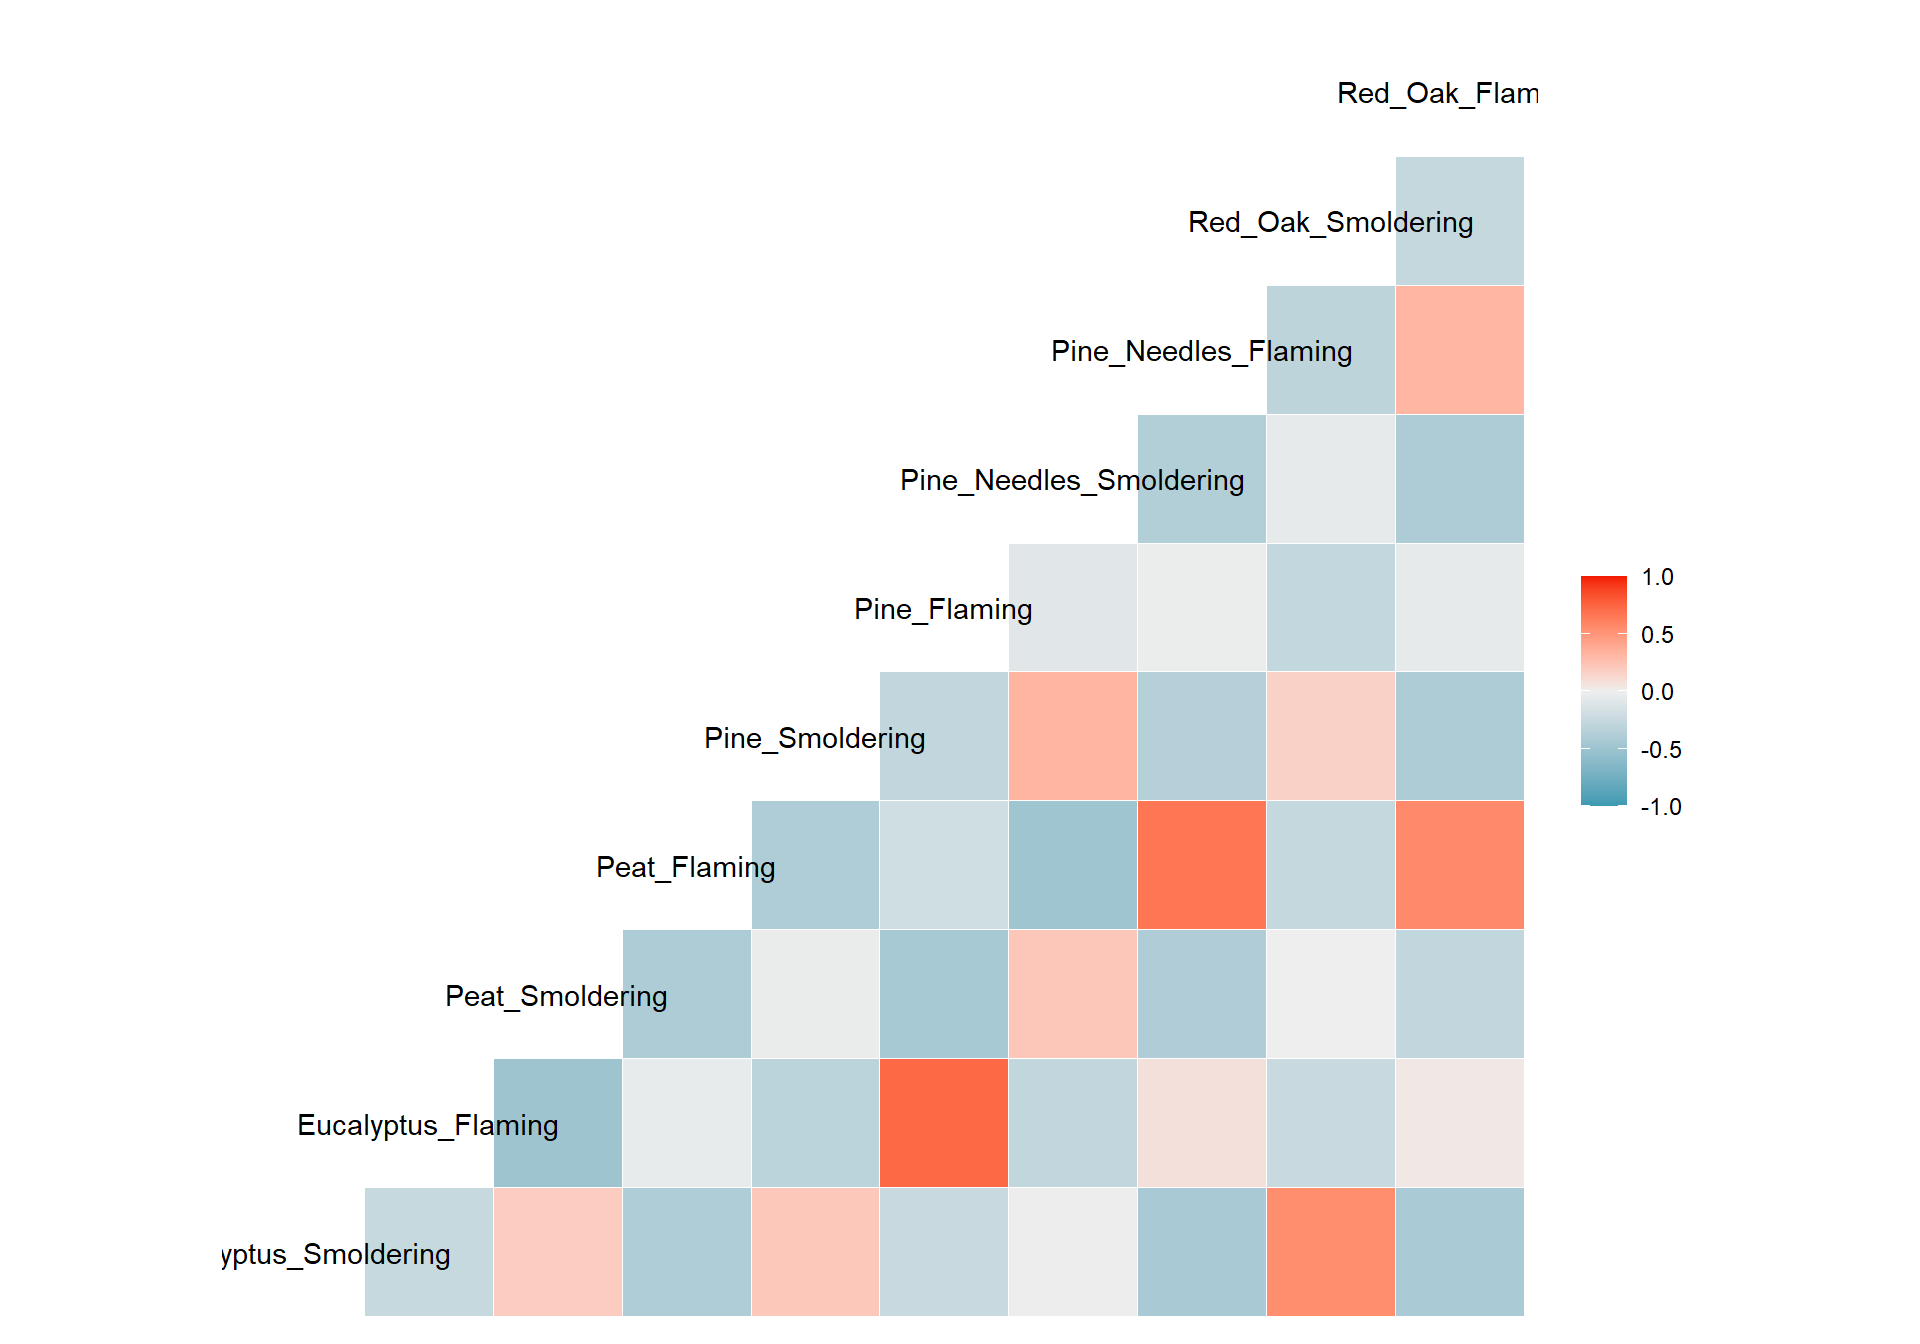 Red_Oak_Flam
Red_Oak_Smoldering
Pine_Needles_Flaming
Pine_Needles_Smoldering
Pine_Flaming
Pine_Smoldering
Peat_Flaming
Peat_Smoldering
Eucalyptus_Flaming
yptus_Smoldering
1.0
0.5
0.0
-0.5
-1.0